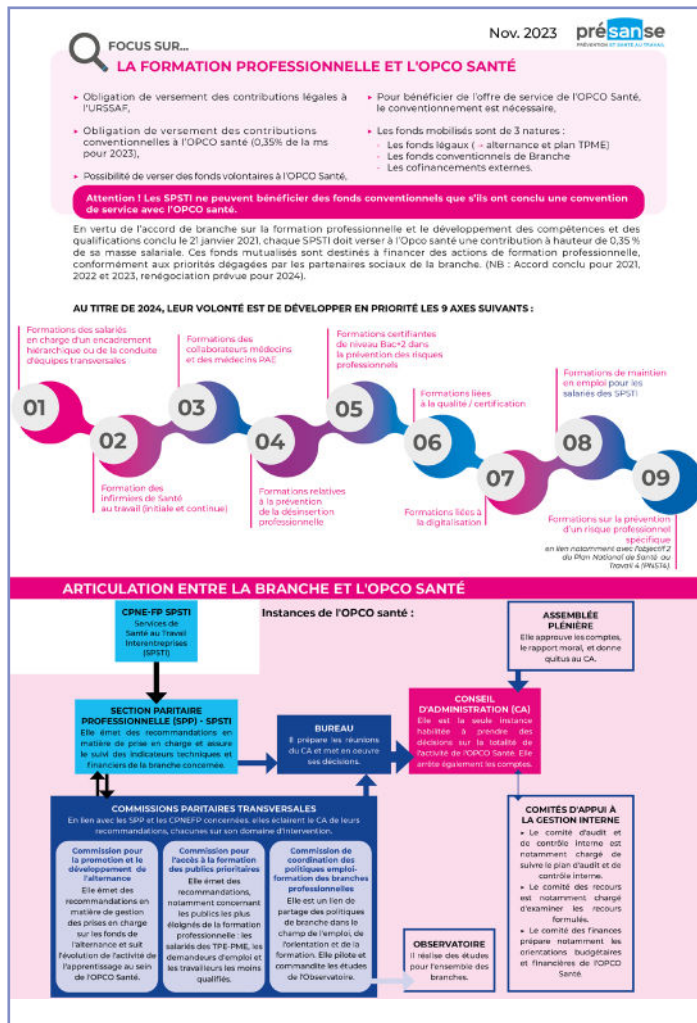 Nov. 2023
présanse
PRÉVENTION ET SANTÉ AU TRAVAIL
FOCUS SUR...
LA FORMATION PROFESSIONNELLE ET L'OPCO SANTÉ
▸ Obligation de versement des contributions légales à
l'URSSAF,
▸ Obligation de versement des contributions
conventionnelles à l'OPCO santé (0,35% de la ms
pour 2023),
▸ Possibilité de verser des fonds volontaires à l'OPCO Santé,
▸ Pour bénéficier de l'offre de service de l'OPCO Santé,
le conventionnement est nécessaire,
▸ Les fonds mobilisés sont de 3 natures :
- Les fonds légaux (→ alternance et plan TPME)
- Les fonds conventionnels de Branche
- Les cofinancements externes.
Attention ! Les SPSTI ne peuvent bénéficier des fonds conventionnels que s'ils ont conclu une convention
de service avec l'OPCO santé.
En vertu de l'accord de branche sur la formation professionnelle et le développement des compétences et des
qualifications conclu le 21 janvier 2021, chaque SPSTI doit verser à l'Opco santé une contribution à hauteur de 0,35 %
de sa masse salariale. Ces fonds mutualisés sont destinés à financer des actions de formation professionnelle,
conformément aux priorités dégagées par les partenaires sociaux de la branche. (NB : Accord conclu pour 2021,
2022 et 2023, renégociation prévue pour 2024).
AU TITRE DE 2024, LEUR VOLONTÉ EST DE DÉVELOPPER EN PRIORITÉ LES 9 AXES SUIVANTS :
01
Formations des salariés
en charge d'un encadrement
hiérarchique ou de la conduite
d'équipes transversales
02
Formation des
infirmiers de Santé
au travail (initiale et continue)
03
Formations des
collaborateurs médecins
et des médecins PAE
04
Formations relatives
à la prévention
de la désinsertion
professionnelle
05
Formations certifiantes
de niveau Bac+2 dans
la prévention des risques
professionnels
06
Formations liées
à la qualité / certification
07
Formations liées à
la digitalisation
08
Formations de maintien
en emploi pour les
salariés des SPSTI
09
Formations sur la prévention
d'un risque professionnel
spécifique
en lien notamment avec l'objectif 2
du Plan National de Santé au
Travail 4 (PNST4).
ARTICULATION ENTRE LA BRANCHE ET L'OPCO SANTÉ
CPNE-FP SPSTI
Services de
Santé au Travail
Interentreprises
(SPSTI)
Instances de l'OPCO santé :
ASSEMBLÉE
PLÉNIÈRE
Elle approuve les comptes,
le rapport moral, et donne
quitus au CA.
SECTION PARITAIRE
PROFESSIONNELLE (SPP) - SPSTI
Elle émet des recommandations en
matière de prise en charge et assure
le suivi des indicateurs techniques et
financiers de la branche concernée.
BUREAU
Il prépare les réunions
du CA et met en oeuvre
ses décisions.
CONSEIL
D'ADMINISTRATION (CA)
Elle est la seule instance
habilitée à prendre des
décisions sur la totalité de
l'activité de l'OPCO Santé. Elle
arrête également les comptes.
COMMISSIONS PARITAIRES TRANSVERSALES
En lien avec les SPP et les CPNEFP concernées, elles éclairent le CA de leurs
recommandations, chacunes sur son domaine d'intervention.
Commission pour
la promotion et le
développement de
l'alternance
Elle émet des
recommandations en
matière de gestion
des prises en charge
sur les fonds de
l'alternance et suit
l'évolution de l'activité de
l'apprentissage au sein
de l'OPCO Santé.
Commission pour
l'accès à la formation
des publics prioritaires
Elle émet des
recommandations,
notamment concernant
les publics les plus
éloignés de la formation
professionnelle : les
salariés des TPE-PME, les
demandeurs d'emploi et
les travailleurs les moins
qualifiés.
Commission de
coordination des
politiques emploi-
formation des branches
professionnelles
Elle est un lien de
partage des politiques
de branche dans le
champ de l'emploi, de
l'orientation et de la
formation. Elle pilote et
commandite les études
de l'Observatoire.
OBSERVATOIRE
Il réalise des études
pour l'ensemble des
branches.
COMITÉS D'APPUI À
LA GESTION INTERNE
▸ Le comité d'audit et
de contrôle interne est
notamment chargé de
suivre le plan d'audit et de
contrôle interne.
▸ Le comité des recours
est notamment chargé
d'examiner les recours
formulés.
▸ Le comité des finances
prépare notamment les
orientations budgétaires
et financières de l'OPCO
Santé.